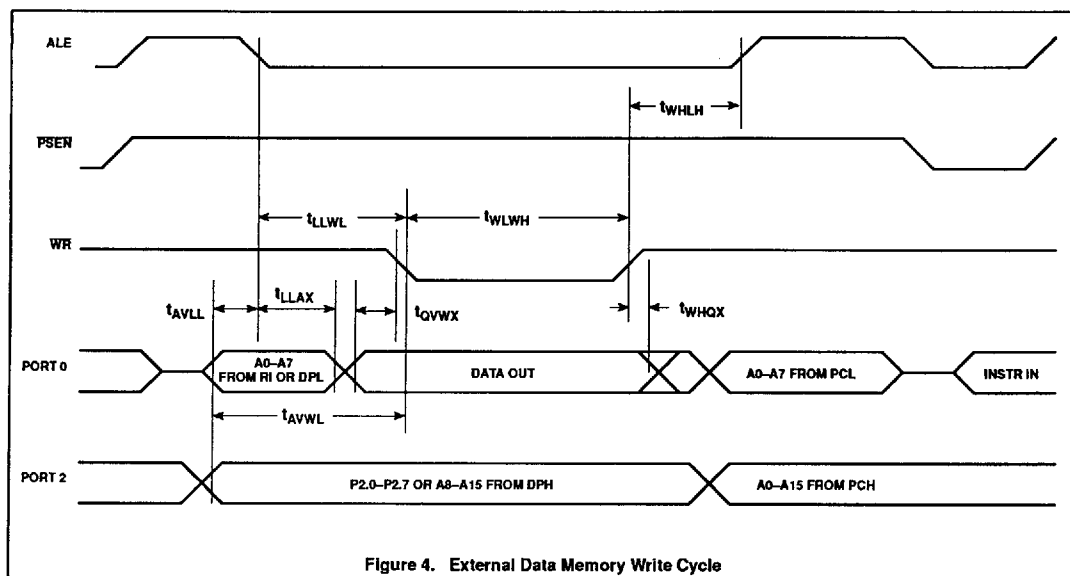 ALE
tWHLH
PSEN
tLLWL
tWLWH
WR
tAVLL
tLLAX
tQVWX
tWHQX
PORT 0
A0–A7
FROM RI OR DPL
DATA OUT
A0–A7 FROM PCL
INSTR IN
tAVWL
PORT 2
P2.0–P2.7 OR A8–A15 FROM DPH
A0–A15 FROM PCH
Figure 4. External Data Memory Write Cycle